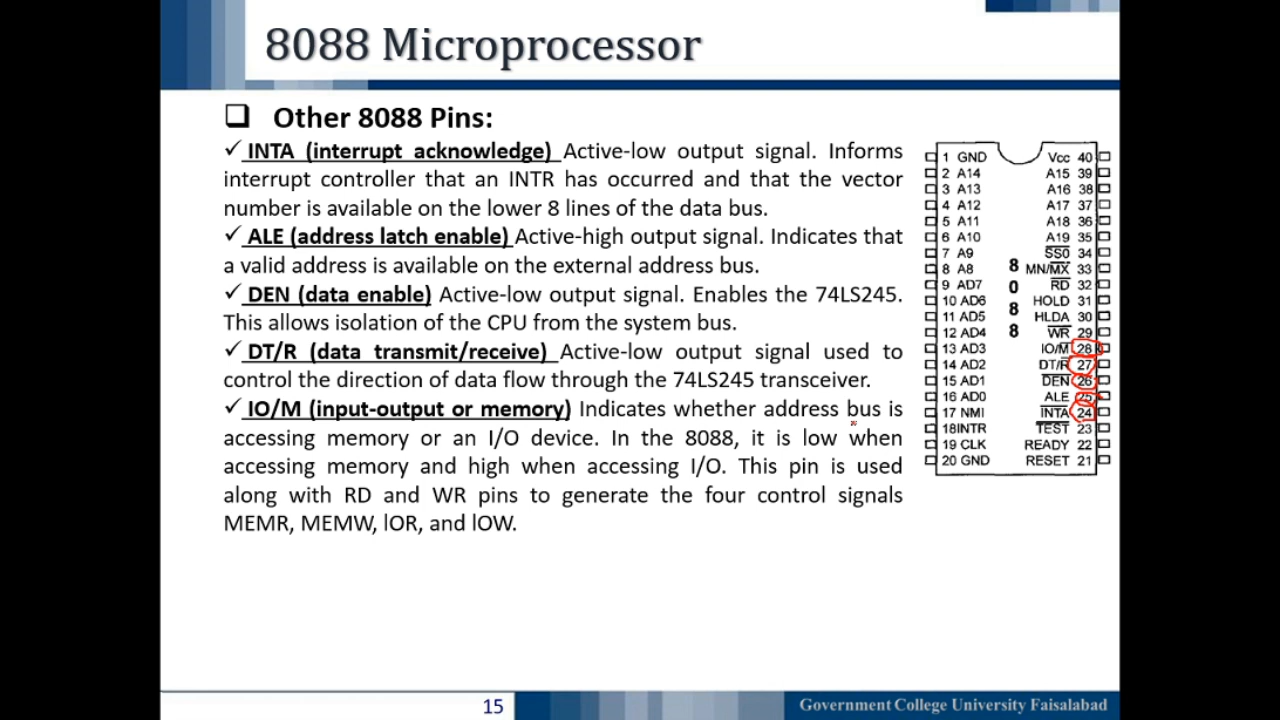 8088 Microprocessor
Other 8088 Pins:
✓ INTA (interrupt acknowledge) Active-low output signal. Informs
interrupt controller that an INTR has occurred and that the vector
number is available on the lower 8 lines of the data bus.
✓ ALE (address latch enable) Active-high output signal. Indicates that
a valid address is available on the external address bus.
✓ DEN (data enable) Active-low output signal. Enables the 74LS245.
This allows isolation of the CPU from the system bus.
✓ DT/R (data transmit/receive) Active-low output signal used to
control the direction of data flow through the 74LS245 transceiver.
✓ IO/M (input-output or memory) Indicates whether address bus is
accessing memory or an I/O device. In the 8088, it is low when
accessing memory and high when accessing I/O. This pin is used
along with RD and WR pins to generate the four control signals
MEMR, MEMW, lOR, and lOW.
1 GND Vcc 40
2 A14 A15 39
3 A13 A16 38
4 A12 A17 37
5 A11 A18 36
6 A10 A19 35
7 A9 SS0 34
8 A8 8 MN/MX 33
9 AD7 0 RD 32
10 AD6 HOLD 31
11 AD5 8 HLDA 30
12 AD4 8 WR 29
13 AD3 IO/M 28
14 AD2 DT/R 27
15 AD1 DEN 26
16 AD0 ALE 25
17 NMI INTA 24
18INTR TEST 23
19 CLK READY 22
20 GND RESET 21
15
Government College University Faisalabad